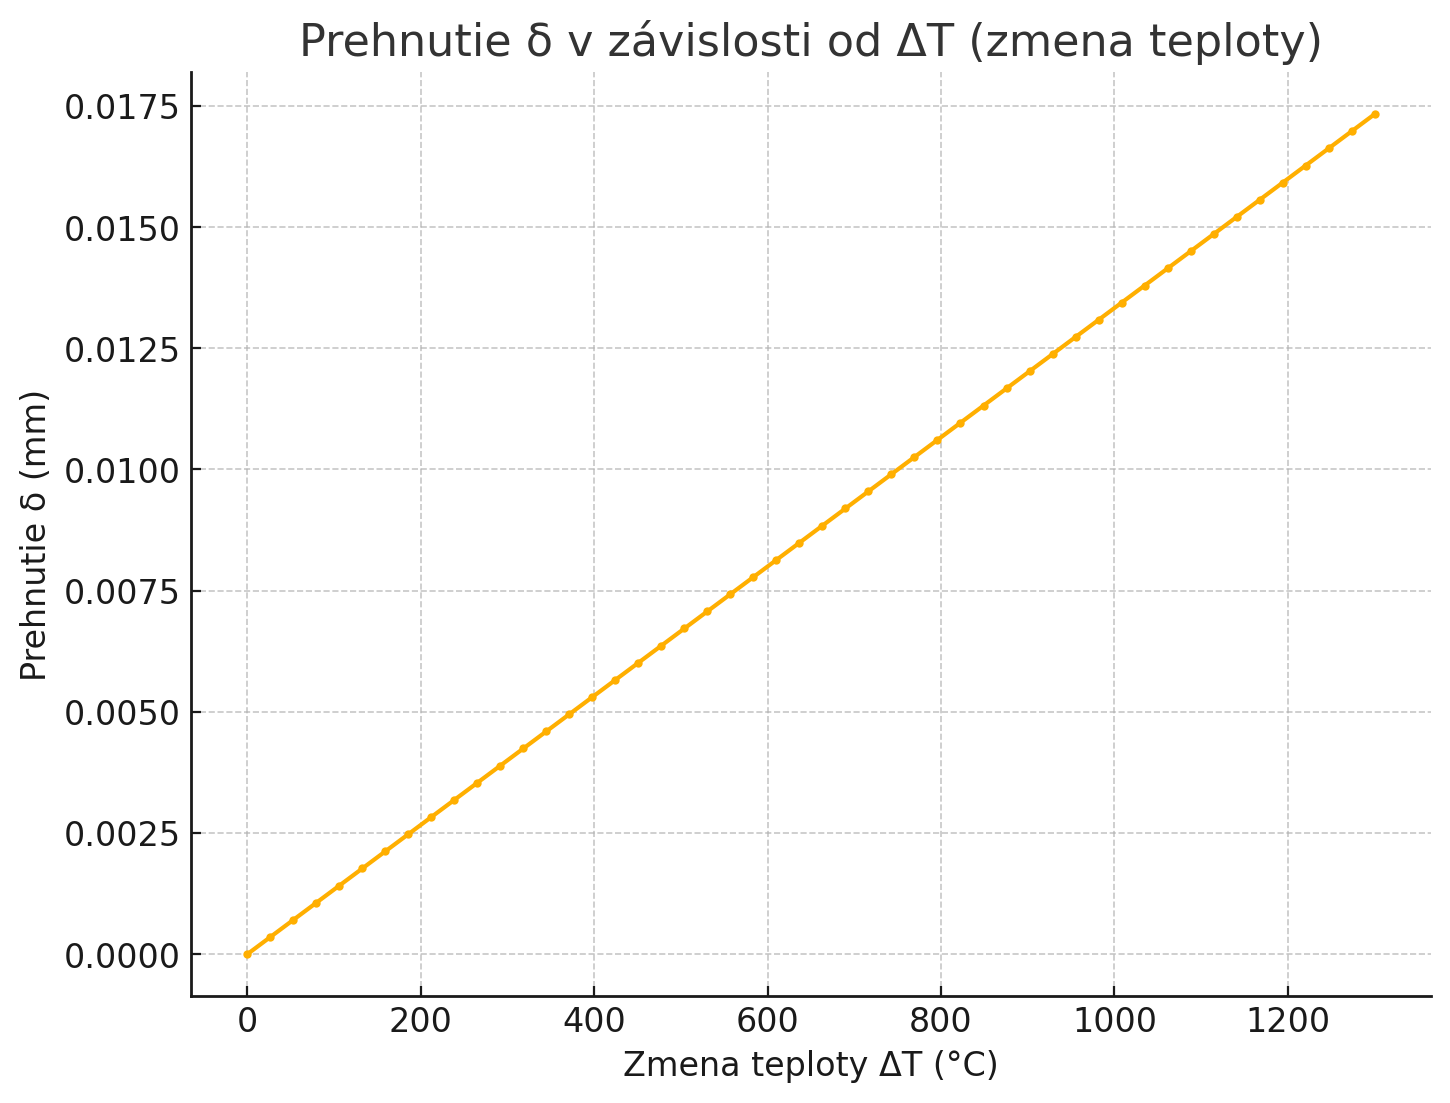 Prehnutie δ v závislosti od ΔT (zmena teploty)
0.0175
0.0150
0.0125
0.0100
0.0075
0.0050
0.0025
0.0000
Prehnutie δ (mm)
0 200 400 600 800 1000 1200
Zmena teploty ΔT (°C)